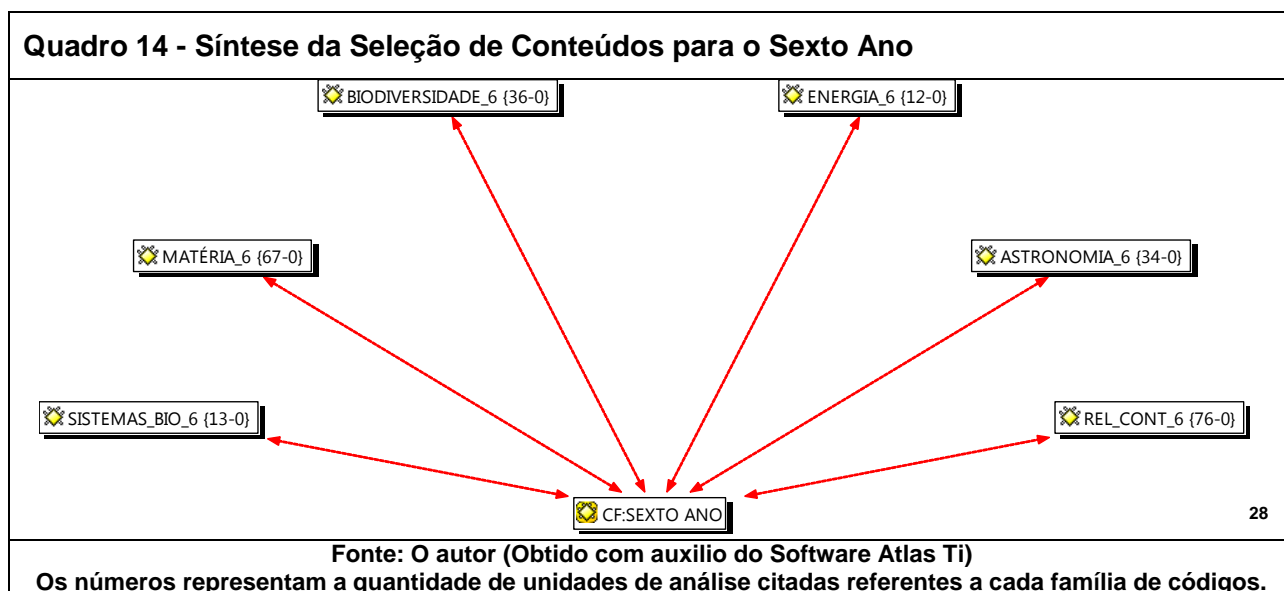 Quadro 14 - Síntese da Seleção de Conteúdos para o Sexto Ano
BIODIVERSIDADE_6 {36-0}
ENERGIA_6 {12-0}
MATÉRIA_6 {67-0}
ASTRONOMIA_6 {34-0}
SISTEMAS_BIO_6 {13-0}
REL_CONT_6 {76-0}
CF:SEXTO ANO
28
Fonte: O autor (Obtido com auxilio do Software Atlas Ti)
Os números representam a quantidade de unidades de análise citadas referentes a cada família de códigos.